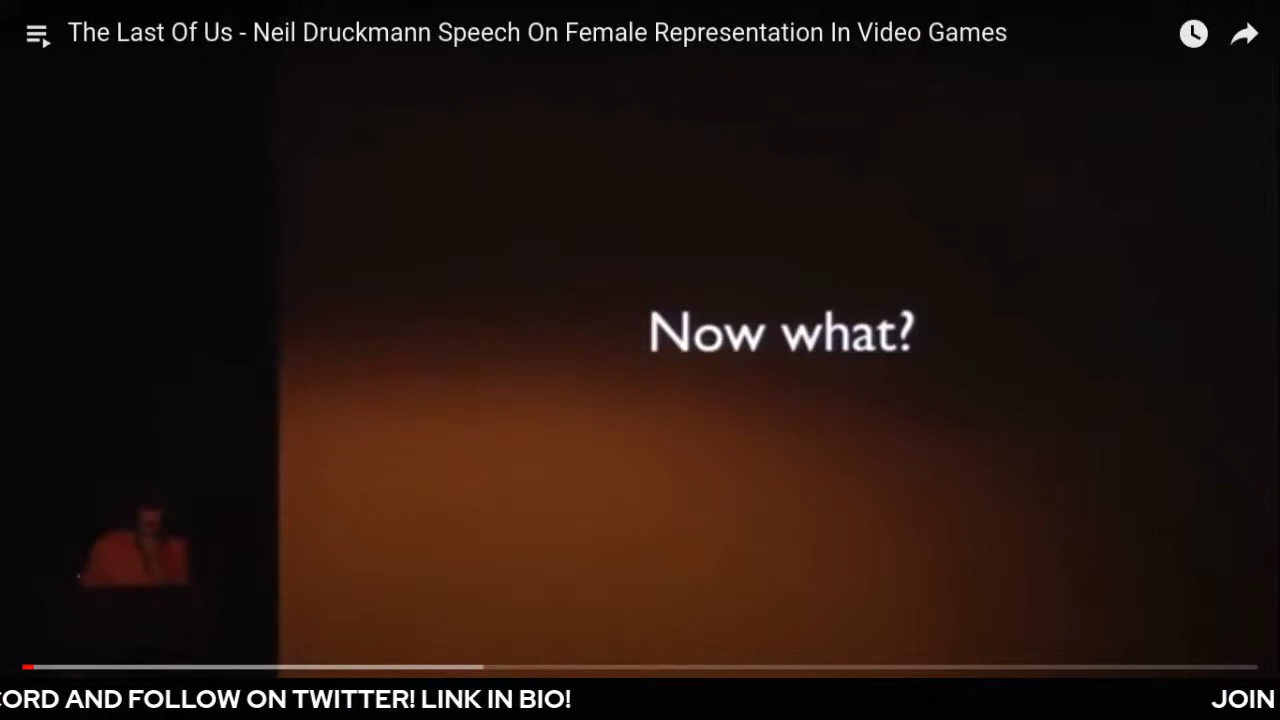 The Last Of Us - Neil Druckmann Speech On Female Representation In Video Games
Now what?
CORD AND FOLLOW ON TWITTER! LINK IN BIO!
JOIN